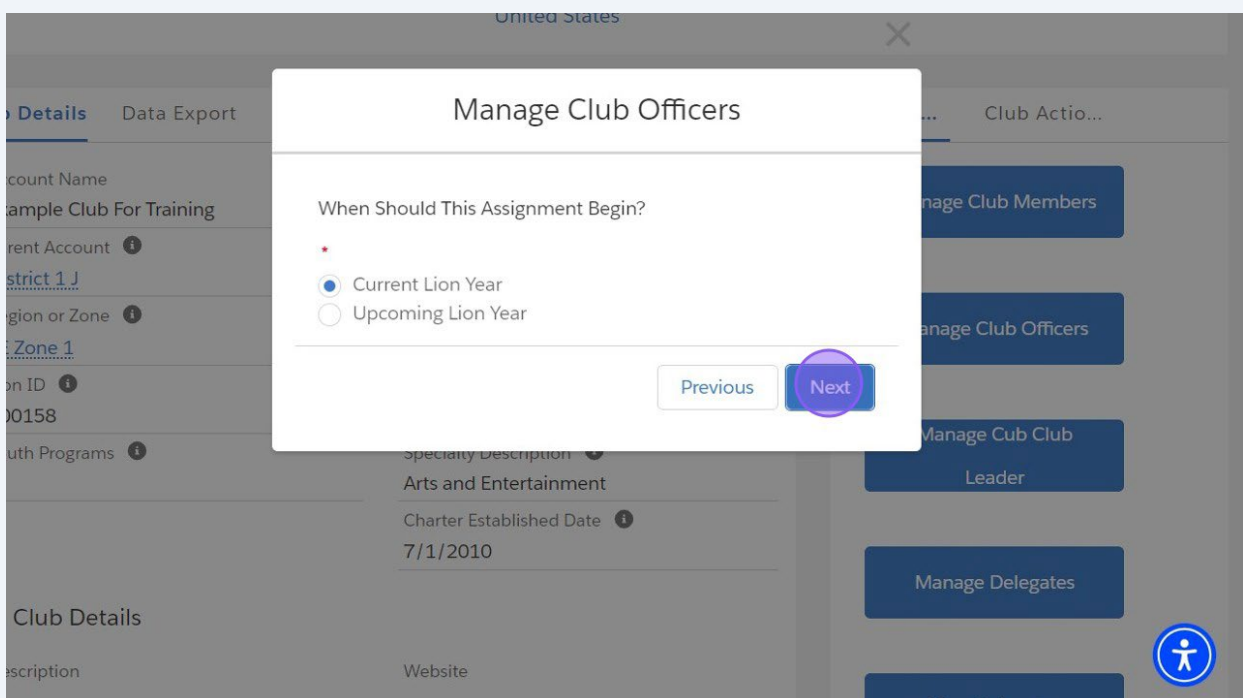 United States
Details
Data Export
Manage Club Officers
...
Club Actio...
When Should This Assignment Begin?
*
Current Lion Year
Upcoming Lion Year
Previous
Next
count Name
ample Club For Training
rent Account
strict 1 J
gion or Zone
Zone 1
on ID
00158
uth Programs
Specialty Description
Arts and Entertainment
Charter Established Date
7/1/2010
Club Details
escription
Website
nage Club Members
anage Club Officers
Manage Cub Club
Leader
Manage Delegates